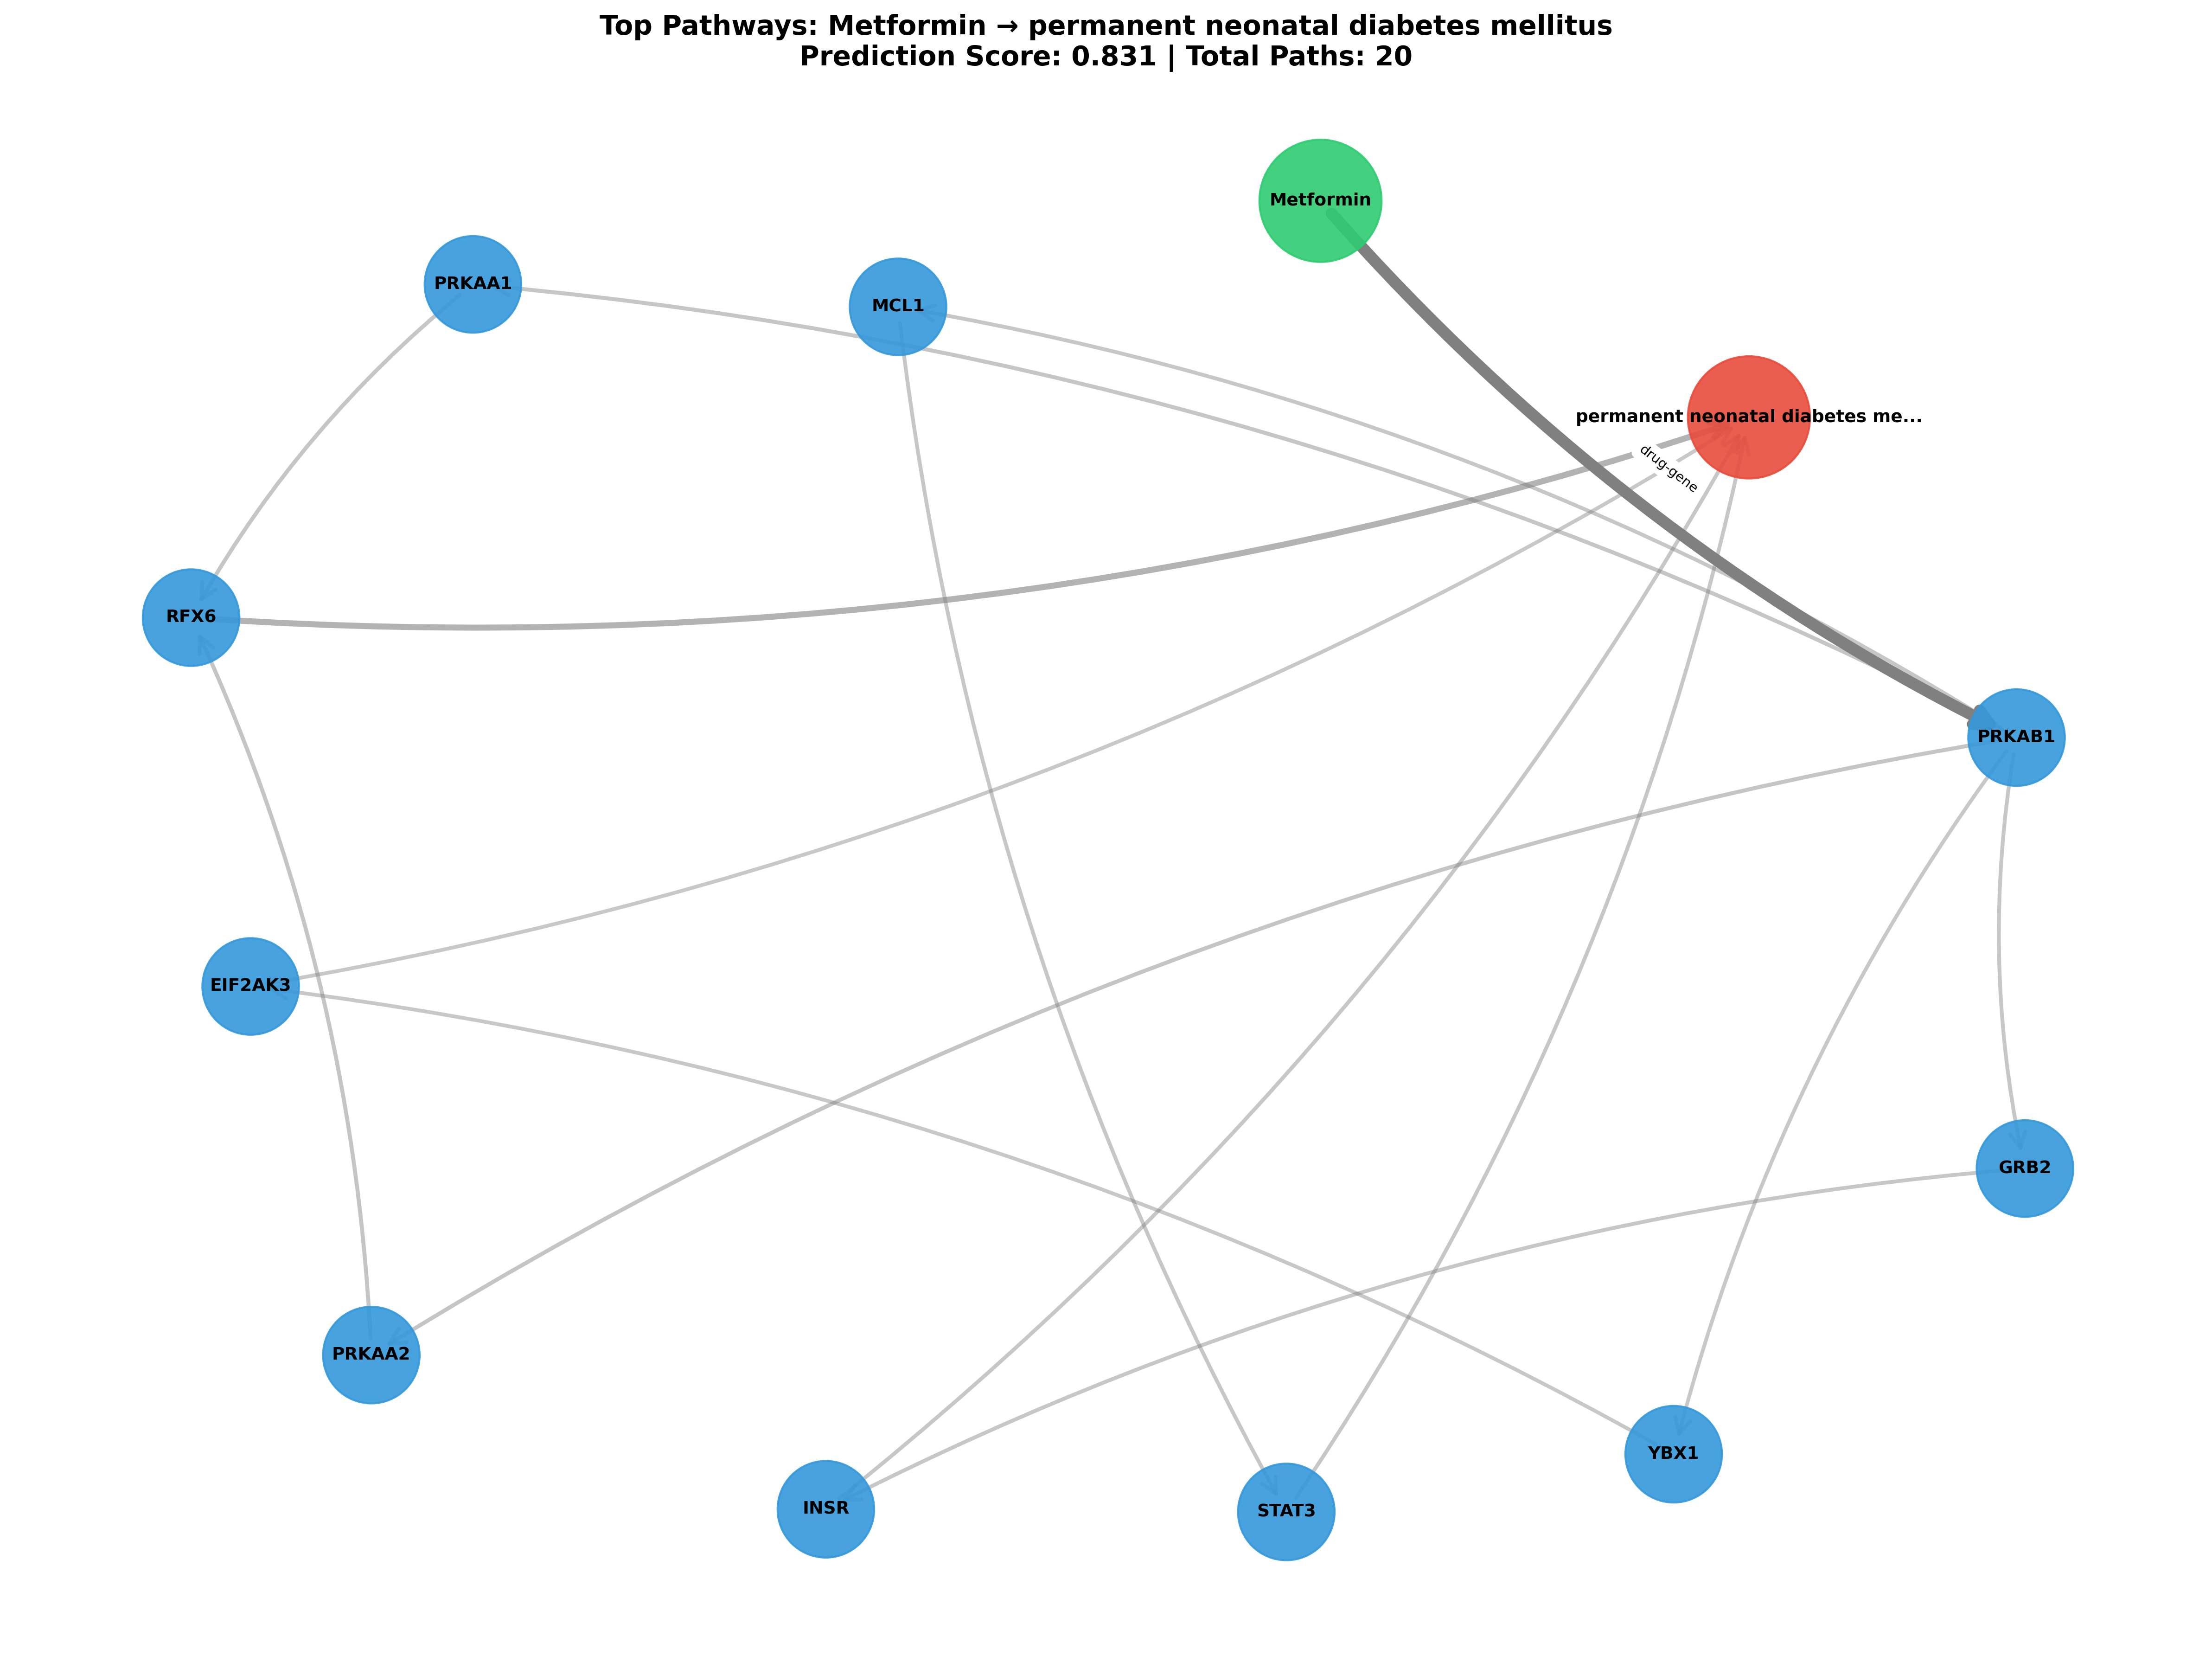 Top Pathways: Metformin → permanent neonatal diabetes mellitus
Prediction Score: 0.831 | Total Paths: 20
Metformin
PRKAA1
MCL1
permanent neonatal diabetes me...
drug-gene
RFX6
PRKAB1
EIF2AK3
GRB2
PRKAA2
YBX1
INSR
STAT3